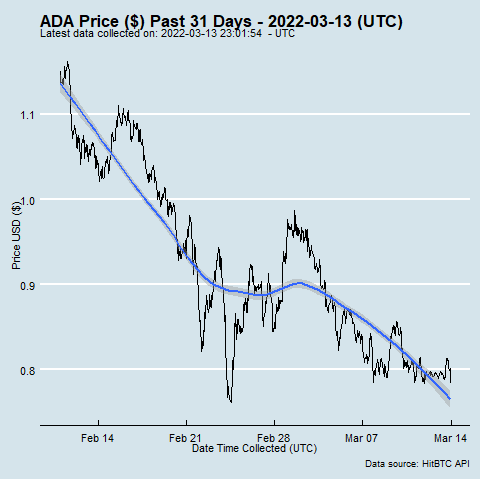 ADA Price ($) Past 31 Days - 2022-03-13 (UTC)
Latest data collected on: 2022-03-13 23:01:54  - UTC
Price USD ($)
1.1
1.0
0.9
0.8
Feb 14 Feb 21 Feb 28 Mar 07 Mar 14
Date Time Collected (UTC)
Data source: HitBTC API